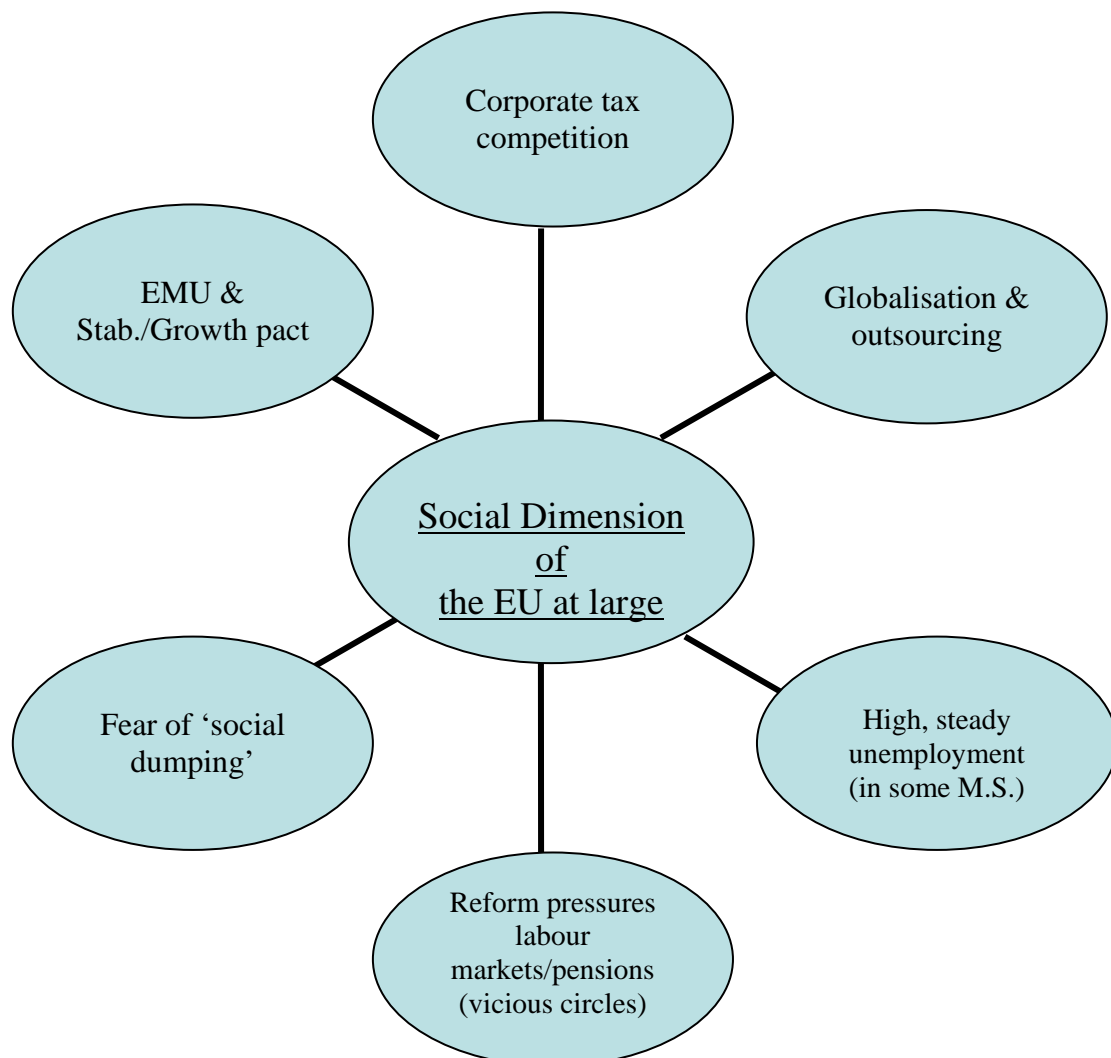 Corporate tax
competition
EMU &
Stab./Growth pact
Globalisation &
outsourcing
Social Dimension
of
the EU at large
Fear of ‘social
dumping’
High, steady
unemployment
(in some M.S.)
Reform pressures
labour
markets/pensions
(vicious circles)